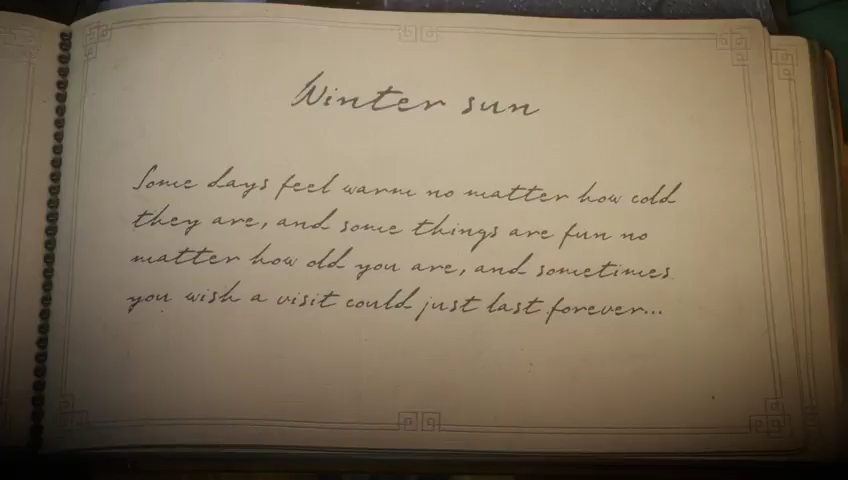 Winter sun
Some days feel warm no matter how cold
they are, and some things are fun no
matter how old you are, and sometimes
you wish a visit could just last forever...